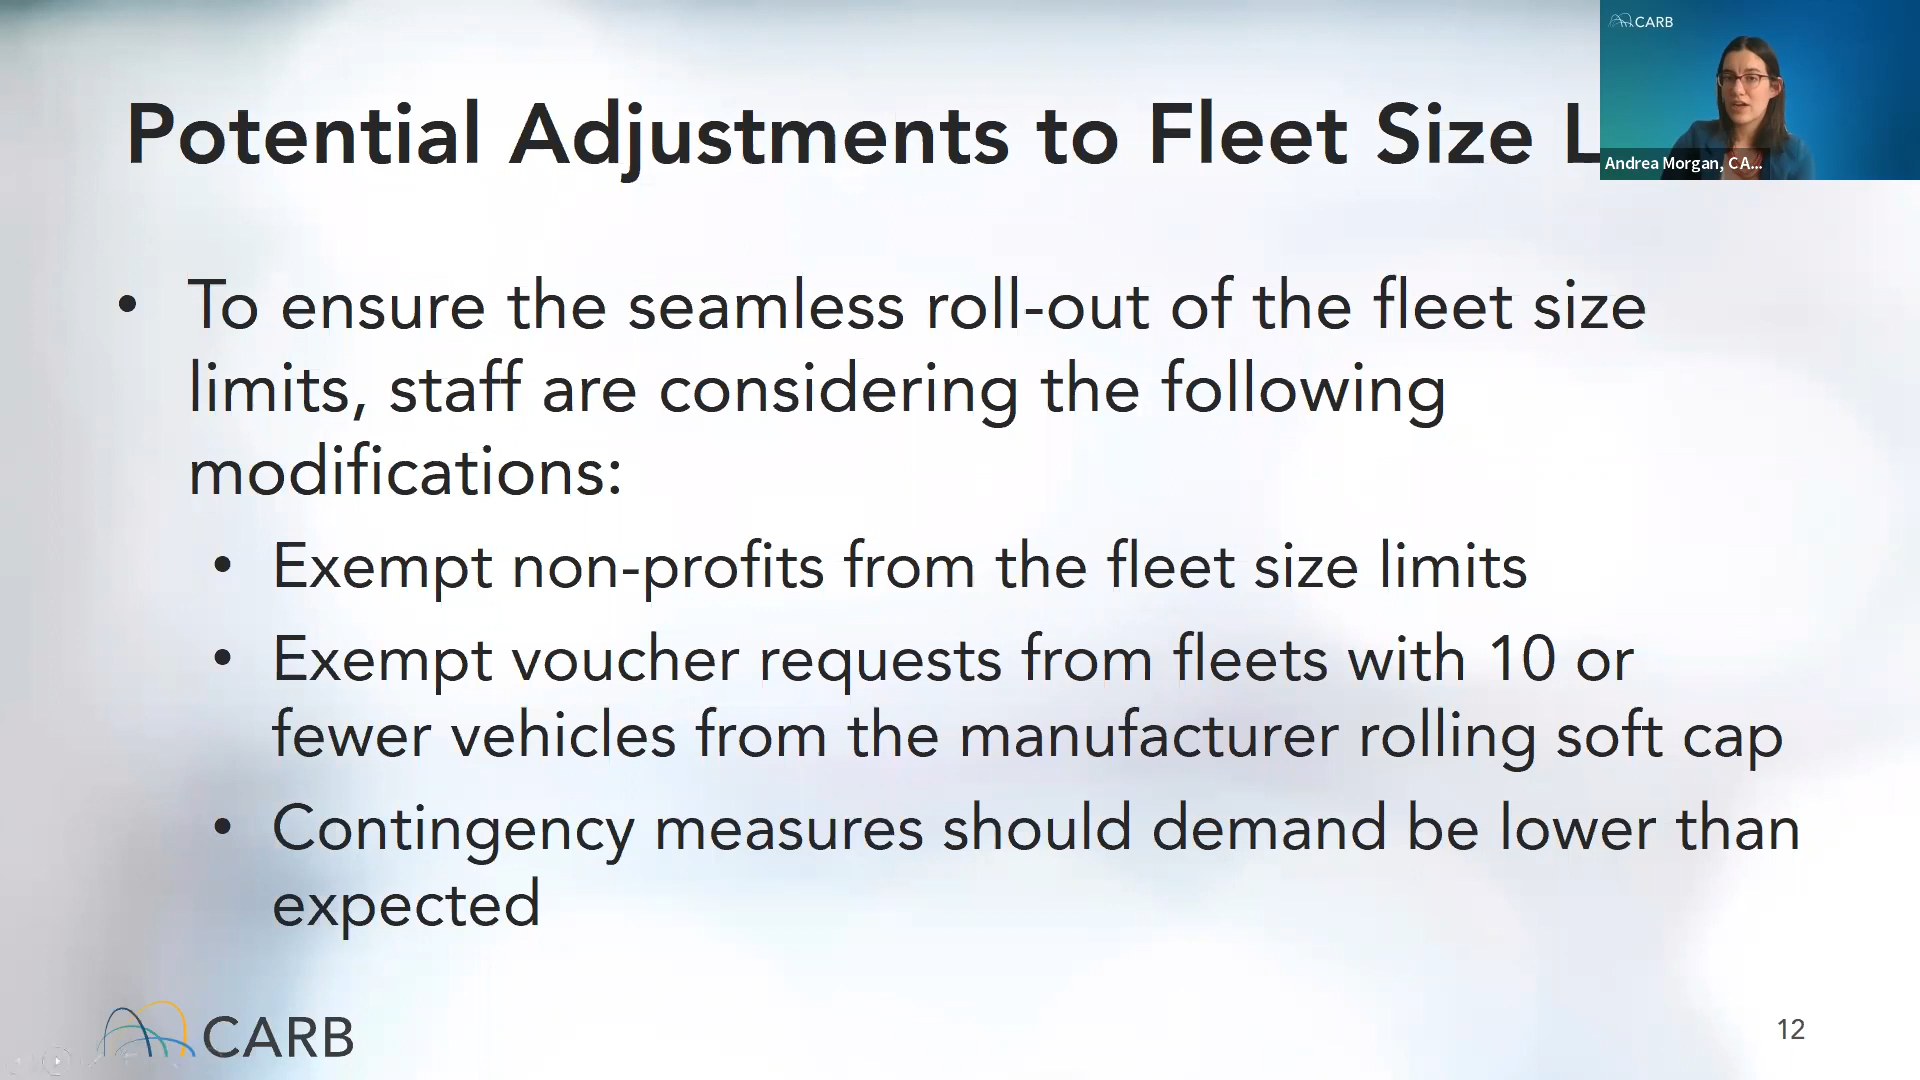 CARB
Potential Adjustments to Fleet Size L
Andrea Morgan, CA...
• To ensure the seamless roll-out of the fleet size
limits, staff are considering the following
modifications:
• Exempt non-profits from the fleet size limits
• Exempt voucher requests from fleets with 10 or
fewer vehicles from the manufacturer rolling soft cap
• Contingency measures should demand be lower than
expected
CARB
12